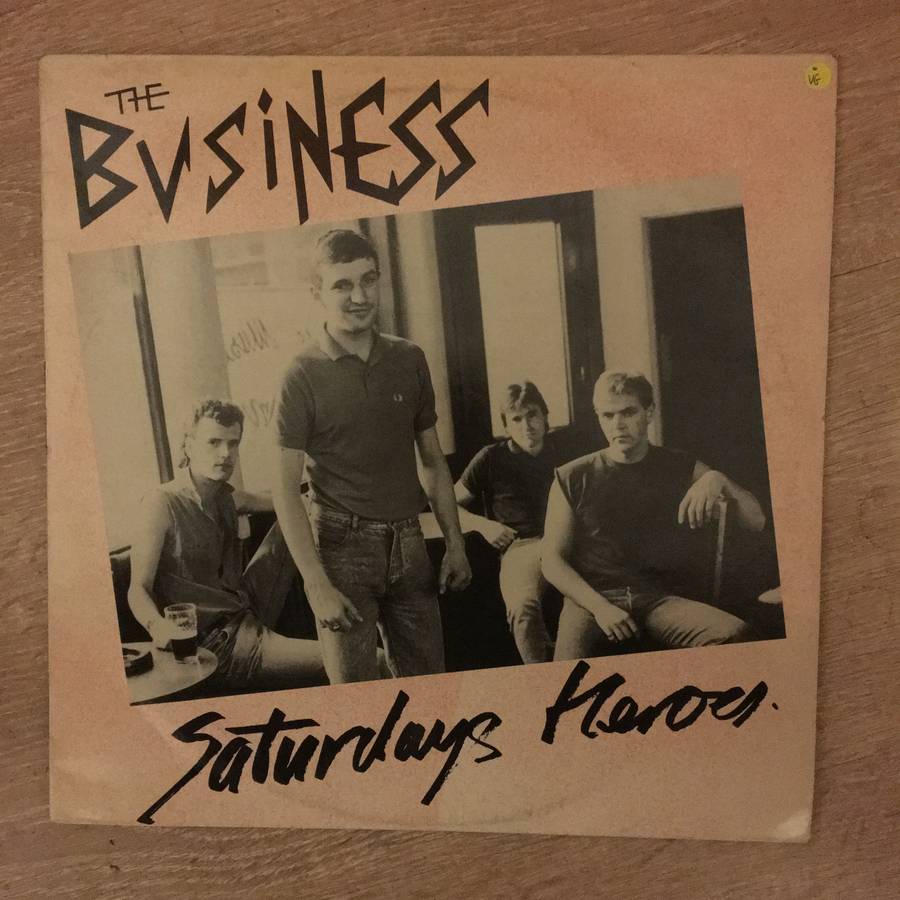 THE
BUSiNESS
VG
Saturdays Heroes.